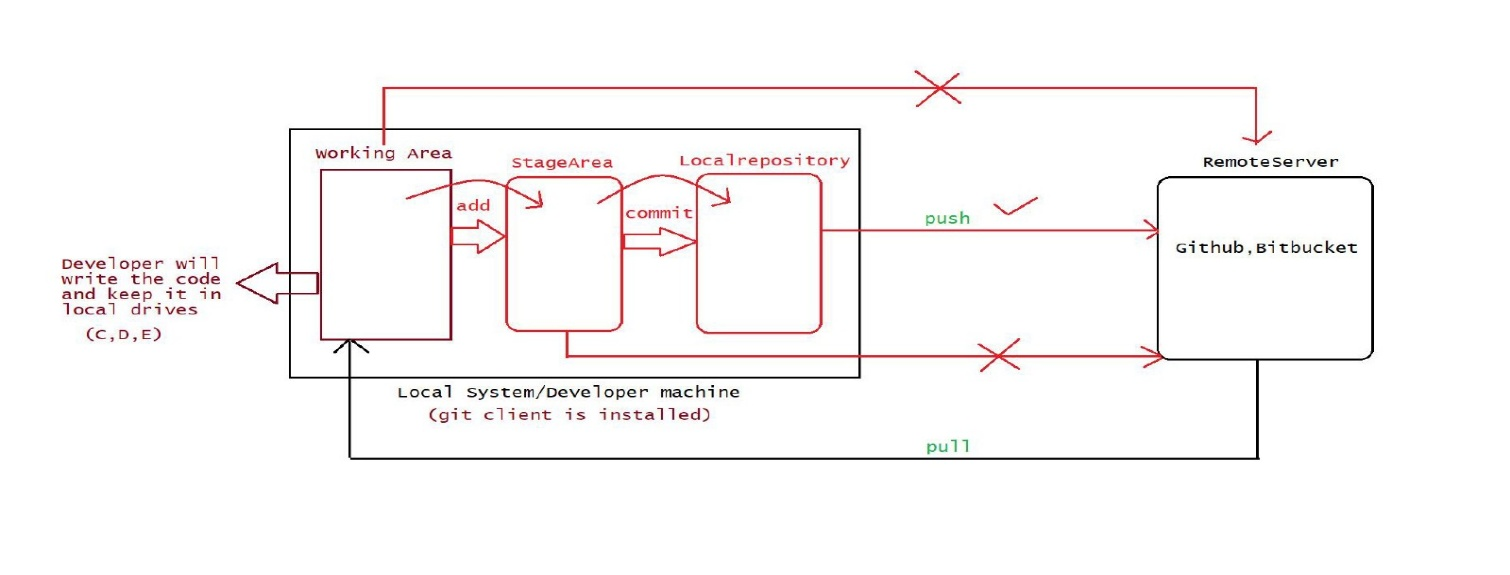 Working Area
StageArea
Localrepository
RemoteServer
add
commit
push
Github,Bitbucket
Developer will
write the code
and keep it in
local drives
(C,D,E)
Local System/Developer machine
(git client is installed)
pull